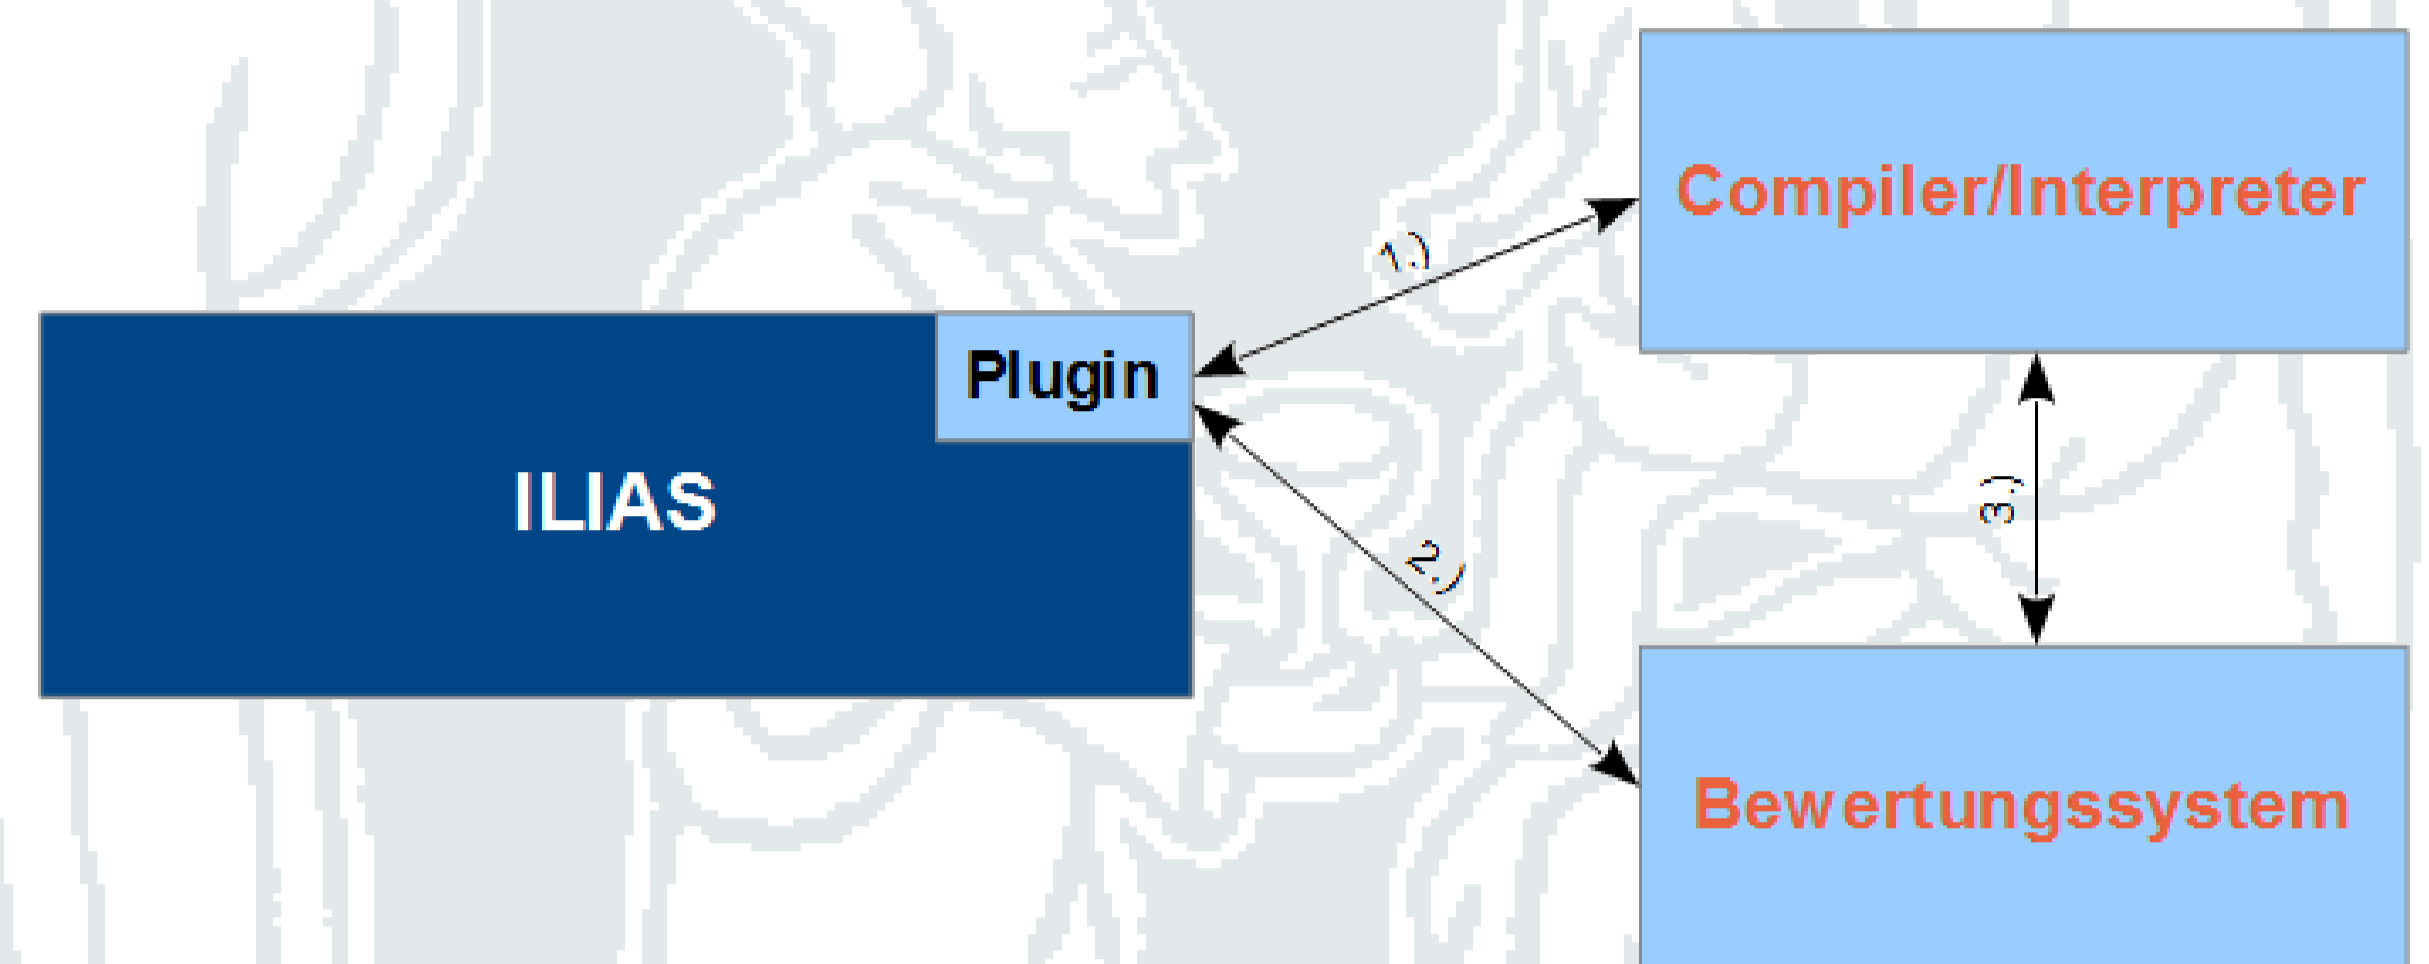 Compiler/Interpreter
1.)
Plugin
ILIAS
3.)
2.)
Bewertungssystem